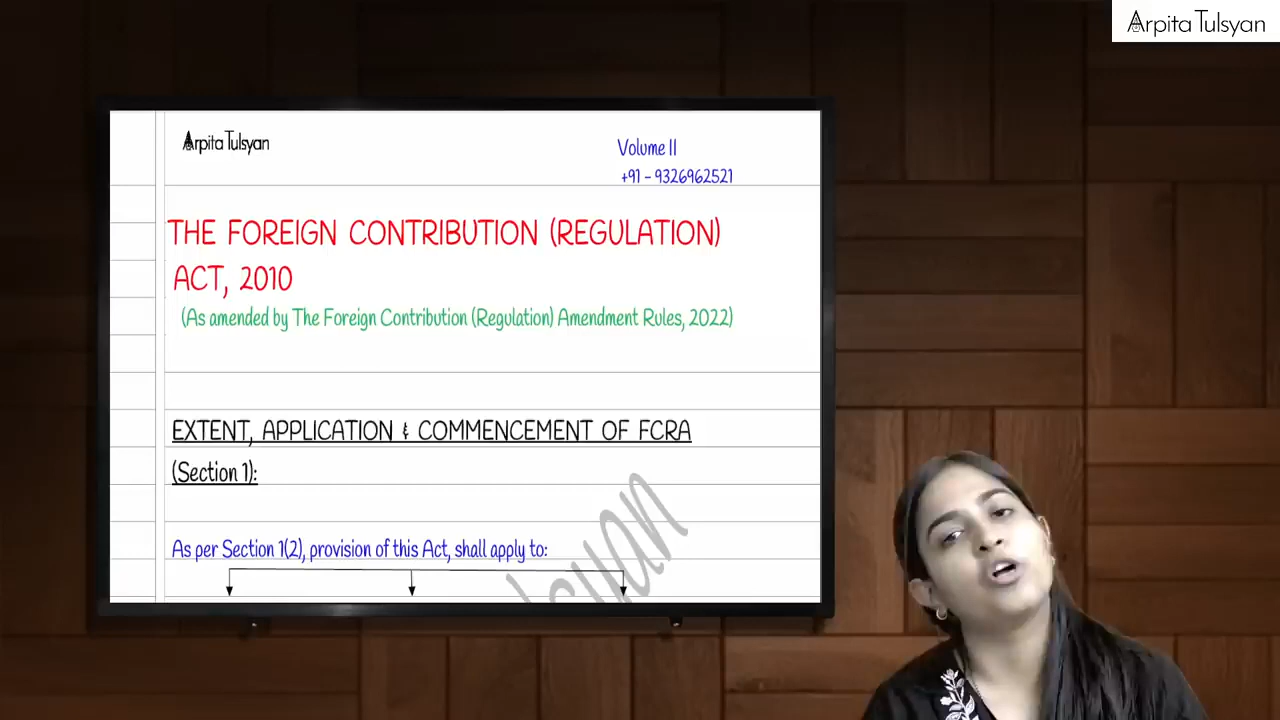 Arpita Tulsyan
Arpita Tulsyan
Volume II
+91 - 9326962521
THE FOREIGN CONTRIBUTION (REGULATION)
ACT, 2010
(As amended by The Foreign Contribution (Regulation) Amendment Rules, 2022)
EXTENT, APPLICATION & COMMENCEMENT OF FCRA
(Section 1):
As per Section 1(2), provision of this Act, shall apply to: